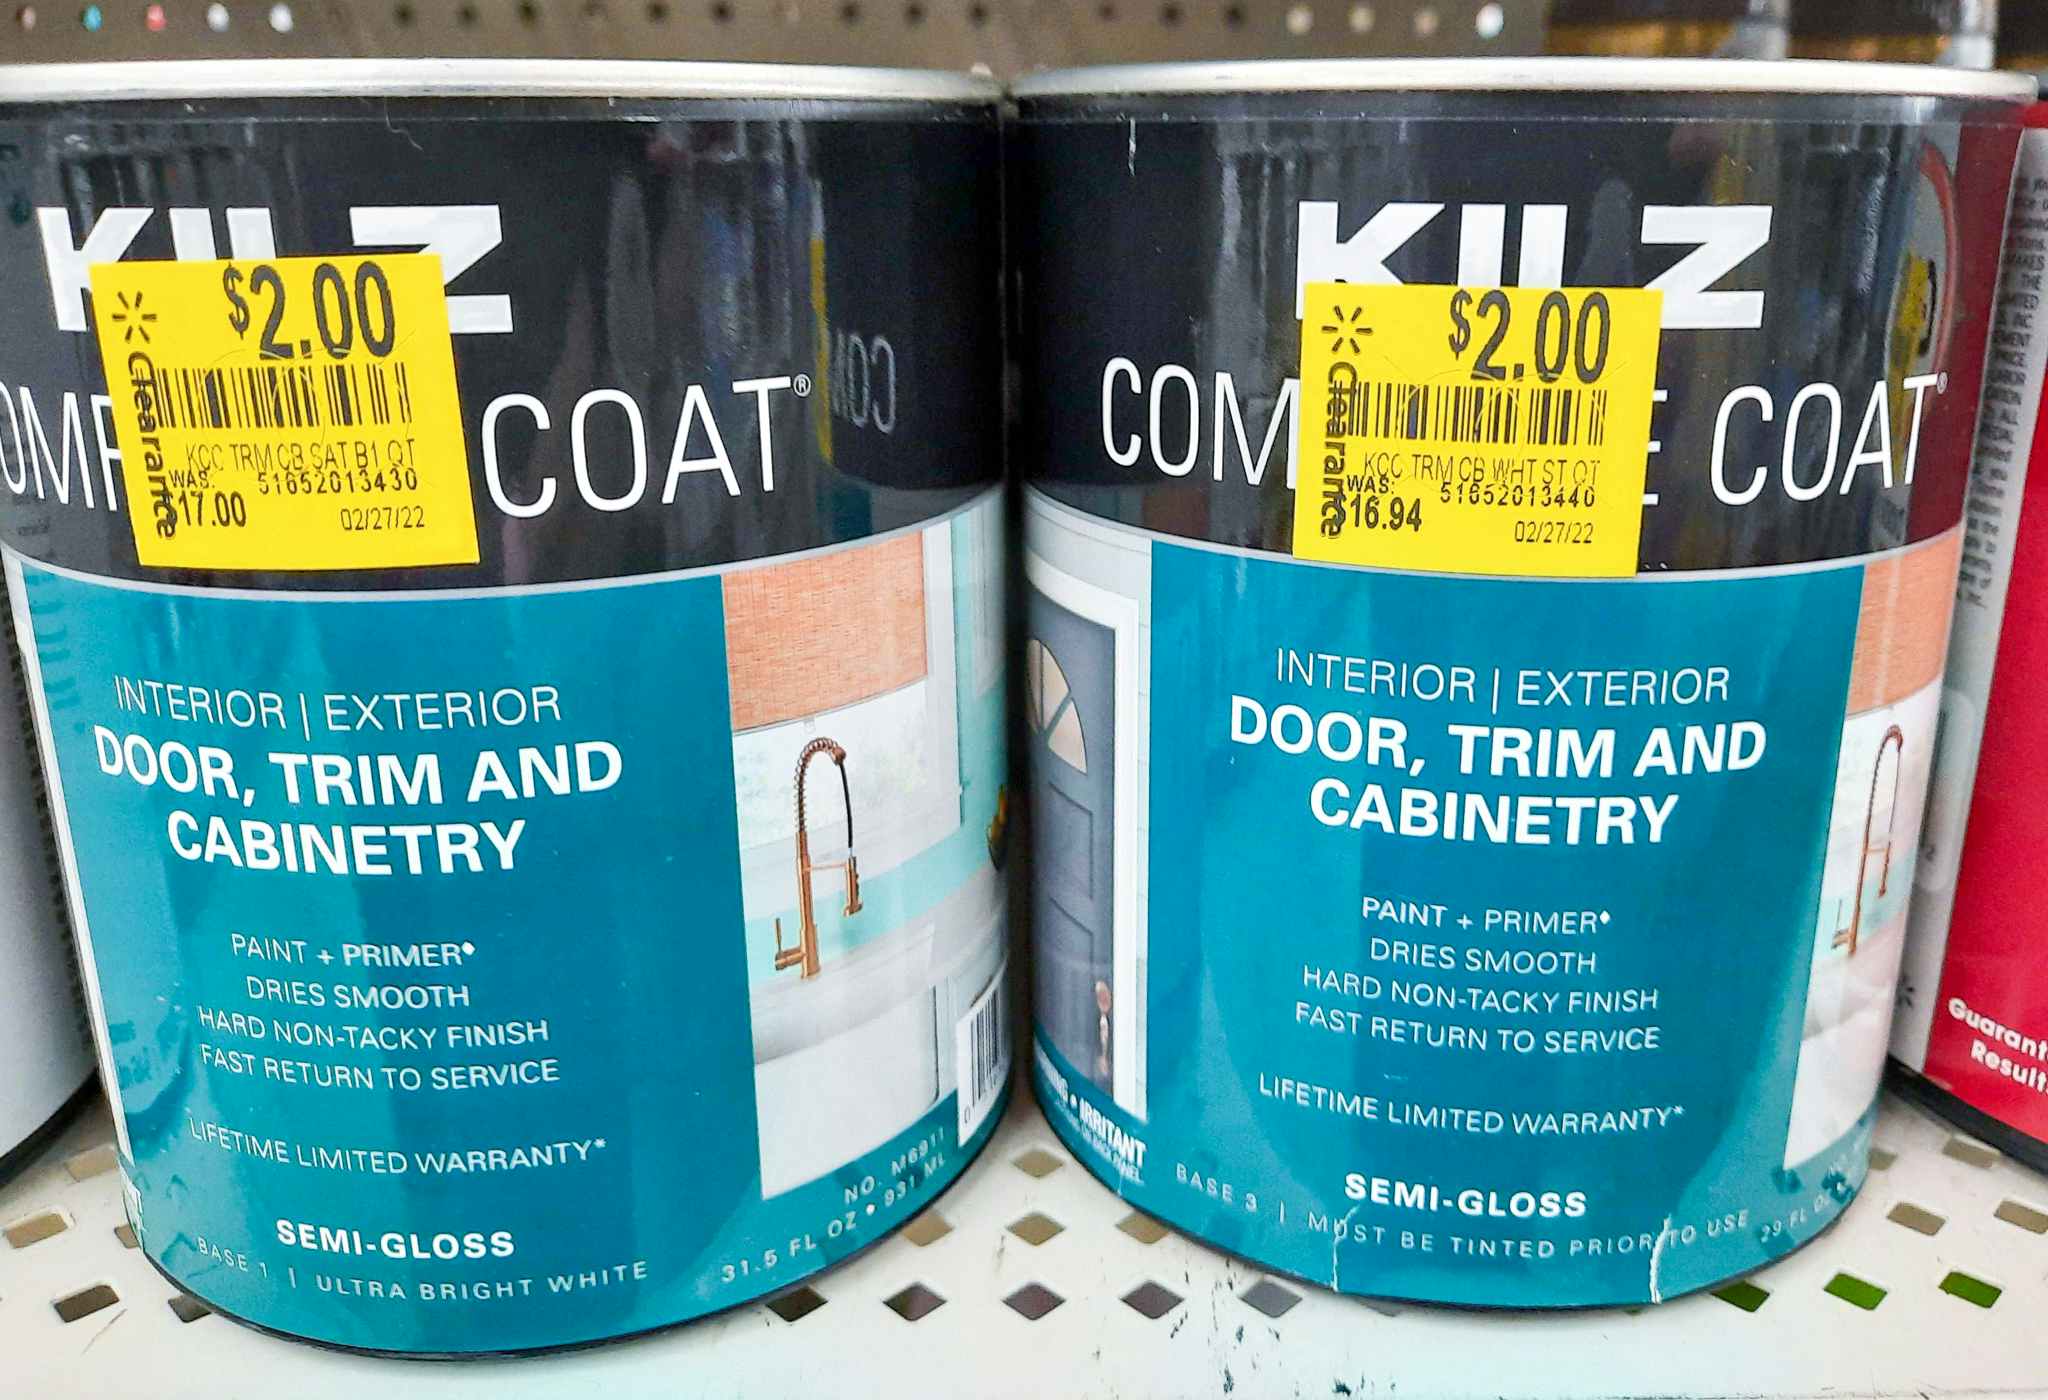 KILZ
$2.00
Clearance
KCC TRM CB SAT B1 QT
WAS: 51652013430
$17.00 02/27/22
COAT®
INTERIOR | EXTERIOR
DOOR, TRIM AND
CABINETRY
PAINT + PRIMER♦
DRIES SMOOTH
HARD NON-TACKY FINISH
FAST RETURN TO SERVICE
LIFETIME LIMITED WARRANTY*
SEMI-GLOSS
BASE 1 | ULTRA BRIGHT WHITE
NO. M6911
31.5 FL OZ • 931 ML
KILZ
$2.00
Clearance
KCC TRM CB WHT ST QT
WAS: 51652013440
$16.94 02/27/22
COM E COAT®
INTERIOR | EXTERIOR
DOOR, TRIM AND
CABINETRY
PAINT + PRIMER♦
DRIES SMOOTH
HARD NON-TACKY FINISH
FAST RETURN TO SERVICE
LIFETIME LIMITED WARRANTY*
IRRITANT
SEMI-GLOSS
BASE 3 | MUST BE TINTED PRIOR TO USE
29 FL OZ
Guarant
Result